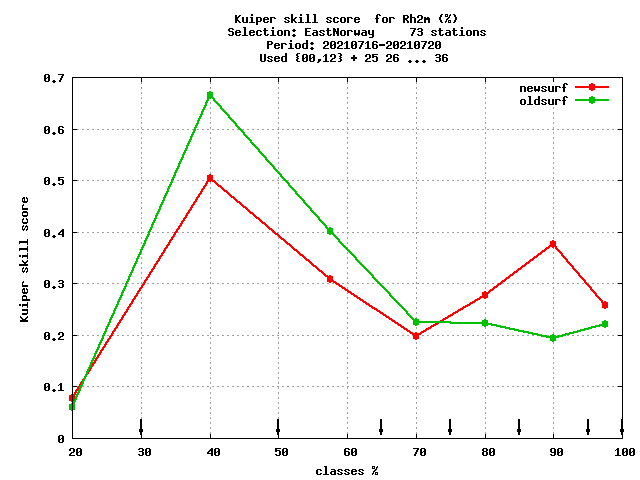 Kuiper skill score  for Rh2m (%)
Selection: EastNorway     73 stations
Period: 20210716-20210720
Used {00,12} + 25 26 ... 36
newsurf
oldsurf
0.7
0.6
0.5
0.4
0.3
0.2
0.1
0
Kuiper skill score
20 30 40 50 60 70 80 90 100
classes %